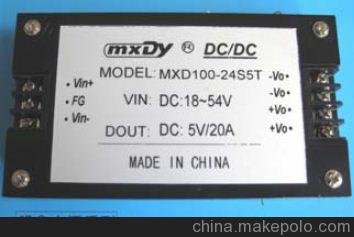 mxDy ® DC/DC
MODEL: MXD100-24S5T
VIN: DC:18~54V
DOUT: DC: 5V/20A
MADE IN CHINA
• Vin+
• FG
• Vin-
-Vo•
-Vo•
+Vo•
+Vo•
china.makepolo.com